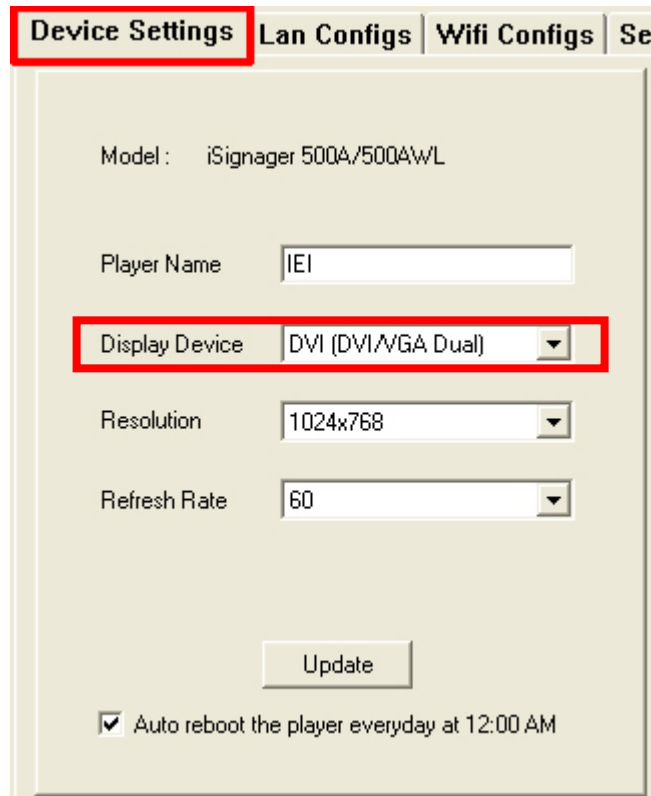 Device Settings Lan Configs Wifi Configs Se
Model : iSignager 500A/500AWL
Player Name IEI
Display Device DVI (DVI/VGA Dual)
Resolution 1024x768
Refresh Rate 60
Update
Auto reboot the player everyday at 12:00 AM